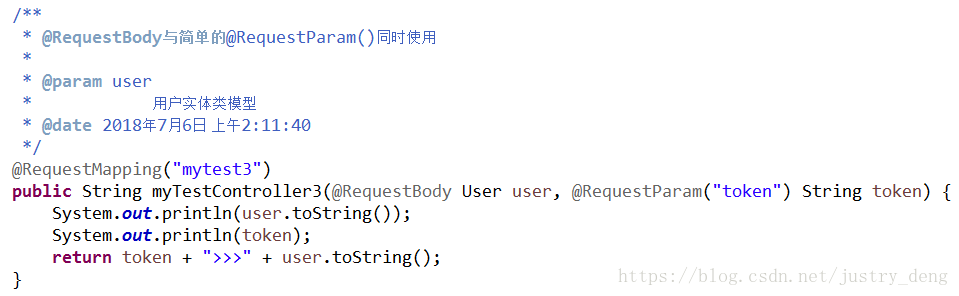 /**
 * @RequestBody与简单的@RequestParam()同时使用
 *
 * @param user
 *            用户实体类模型
 * @date 2018年7月6日 上午2:11:40
 */
@RequestMapping("mytest3")
public String myTestController3(@RequestBody User user, @RequestParam("token") String token) {
    System.out.println(user.toString());
    System.out.println(token);
    return token + ">>>" + user.toString();
}
https://blog.csdn.net/justry_deng